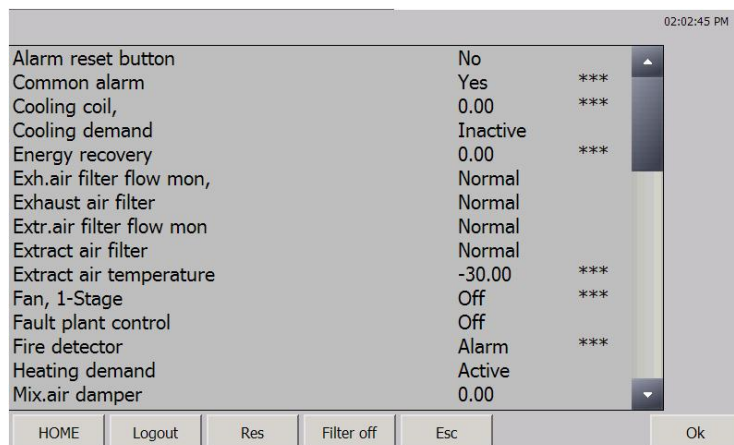 02:02:45 PM
Alarm reset button No
Common alarm Yes ***
Cooling coil, 0.00 ***
Cooling demand Inactive
Energy recovery 0.00 ***
Exh.air filter flow mon, Normal
Exhaust air filter Normal
Extr.air filter flow mon Normal
Extract air filter Normal
Extract air temperature -30.00 ***
Fan, 1-Stage Off ***
Fault plant control Off
Fire detector Alarm ***
Heating demand Active
Mix.air damper 0.00
HOME Logout Res Filter off Esc Ok